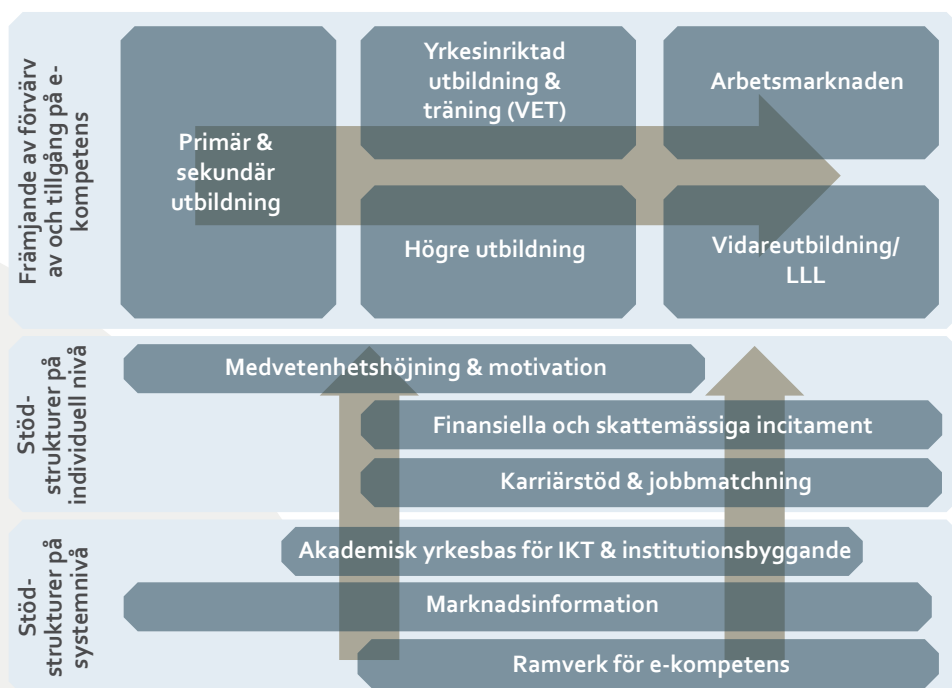 Främjande av förvärv
av och tillgång på e-
kompetens
Primär &
sekundär
utbildning
Yrkesinriktad
utbildning &
träning (VET)
Arbetsmarknaden
Högre utbildning
Vidareutbildning/
LLL
Stöd-
strukturer på
individuell nivå
Medvetenhetshöjning & motivation
Finansiella och skattemässiga incitament
Karriärstöd & jobbmatchning
Stöd-
strukturer på
systemnivå
Akademisk yrkesbas för IKT & institutionsbyggande
Marknadsinformation
Ramverk för e-kompetens